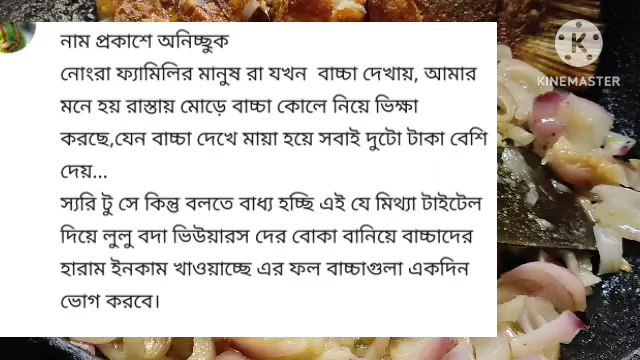 নাম প্রকাশে অনিচ্ছুক
নোংরা ফ্যামিলির মানুষ রা যখন বাচ্চা দেখায়, আমার
মনে হয় রাস্তায় মোড়ে বাচ্চা কোলে নিয়ে ভিক্ষা
করছে,যেন বাচ্চা দেখে মায়া হয়ে সবাই দুটো টাকা বেশি
দেয়...
স্যরি টু সে কিন্তু বলতে বাধ্য হচ্ছি এই যে মিথ্যা টাইটেল
দিয়ে লুলু বদা ভিউয়ারস দের বোকা বানিয়ে বাচ্চাদের
হারাম ইনকাম খাওয়াচ্ছে এর ফল বাচ্চাগুলা একদিন
ভোগ করবে।
KINEMASTER